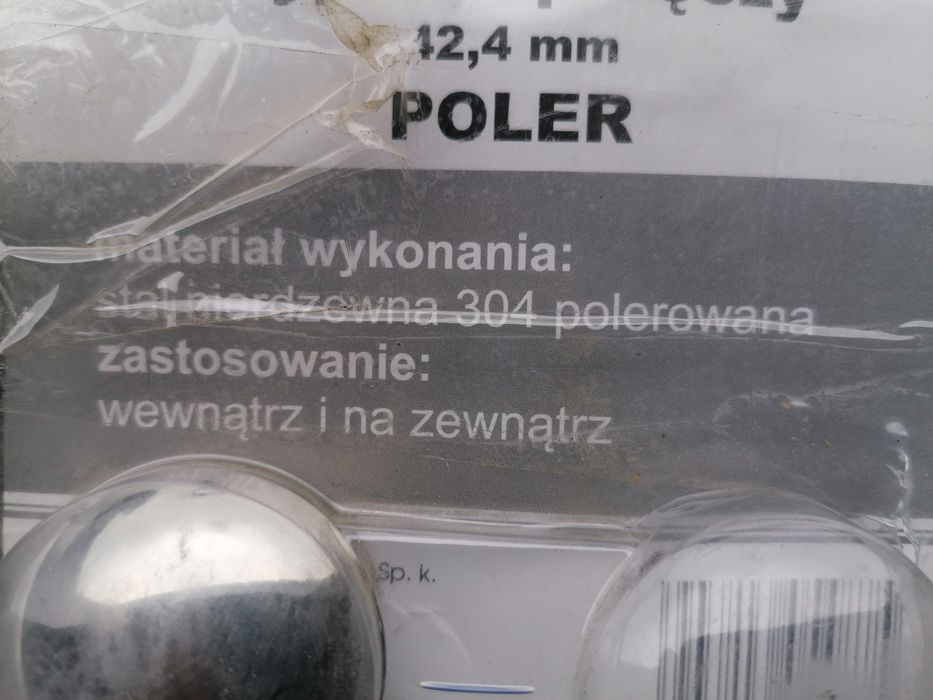 42,4 mm
POLER
materiał wykonania:
stal nierdzewna 304 polerowana
zastosowanie:
wewnątrz i na zewnątrz
Sp. k.